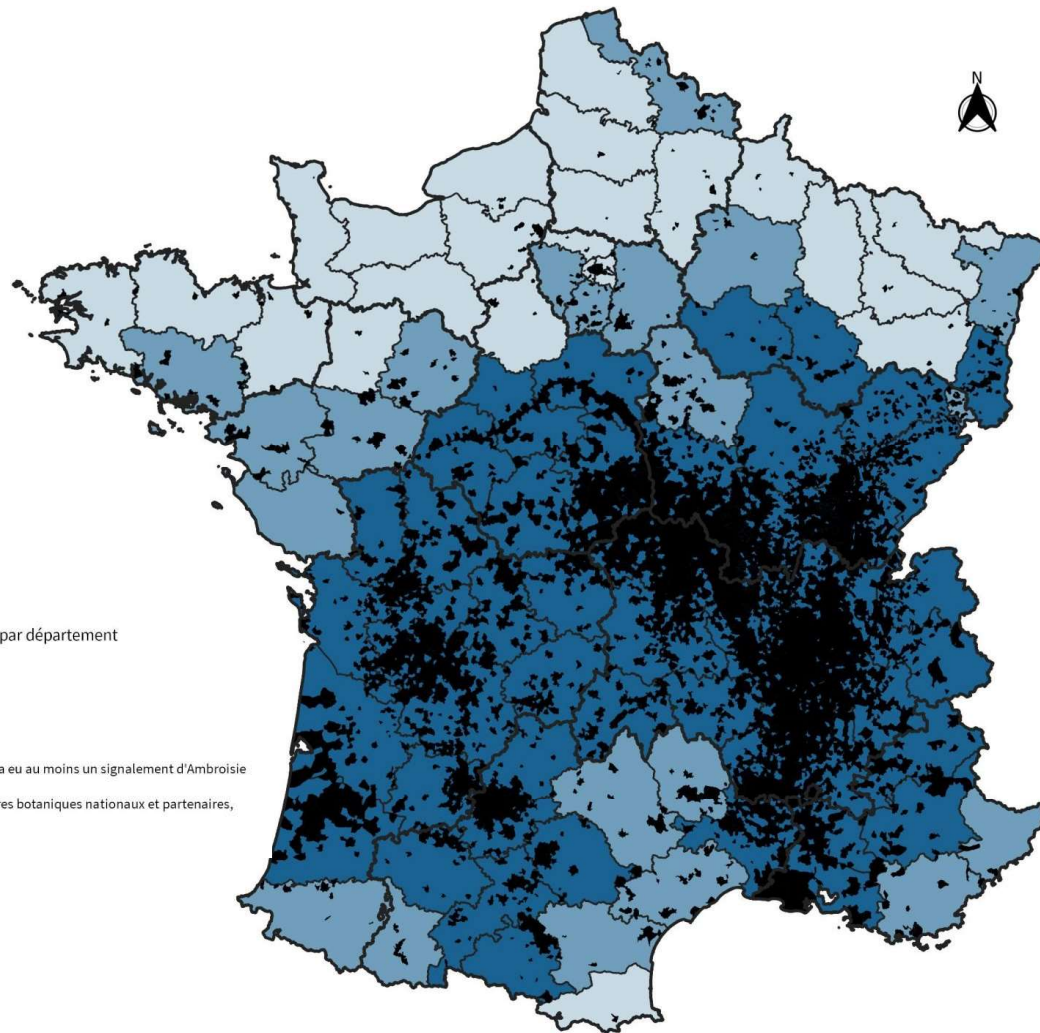 N
par département
a eu au moins un signalement d'Ambroisie
res botaniques nationaux et partenaires,